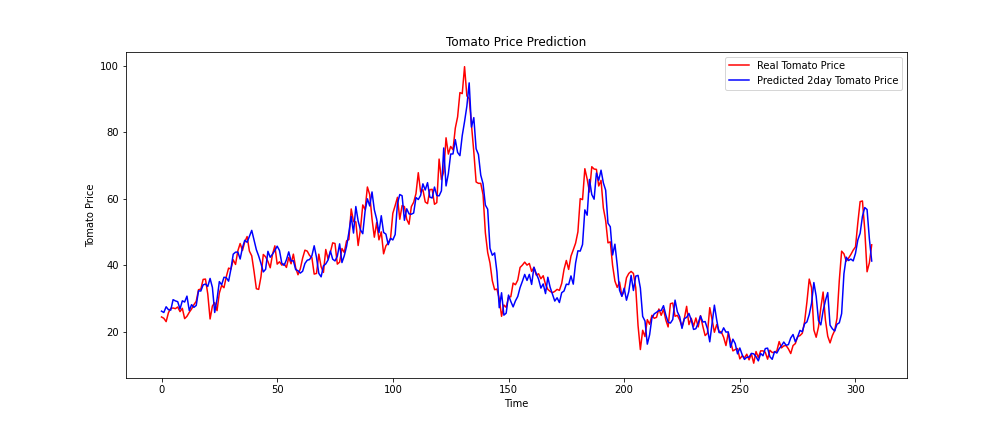 Tomato Price Prediction
Real Tomato Price
Predicted 2day Tomato Price
Tomato Price
100
80
60
40
20
0
50
100
150
200
250
300
Time